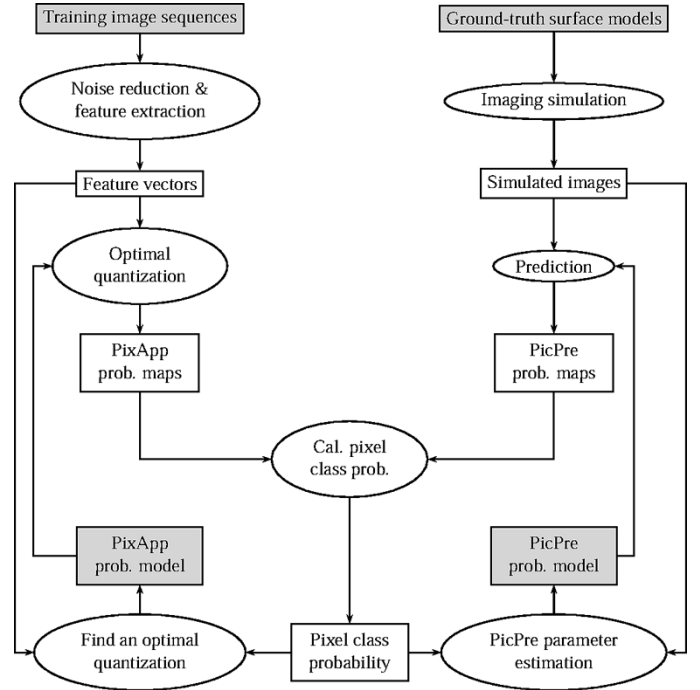 Training image sequences
Ground-truth surface models
Noise reduction &
feature extraction
Imaging simulation
Feature vectors
Simulated images
Optimal
quantization
Prediction
PixApp
prob. maps
PicPre
prob. maps
Cal. pixel
class prob.
PixApp
prob. model
PicPre
prob. model
Find an optimal
quantization
Pixel class
probability
PicPre parameter
estimation